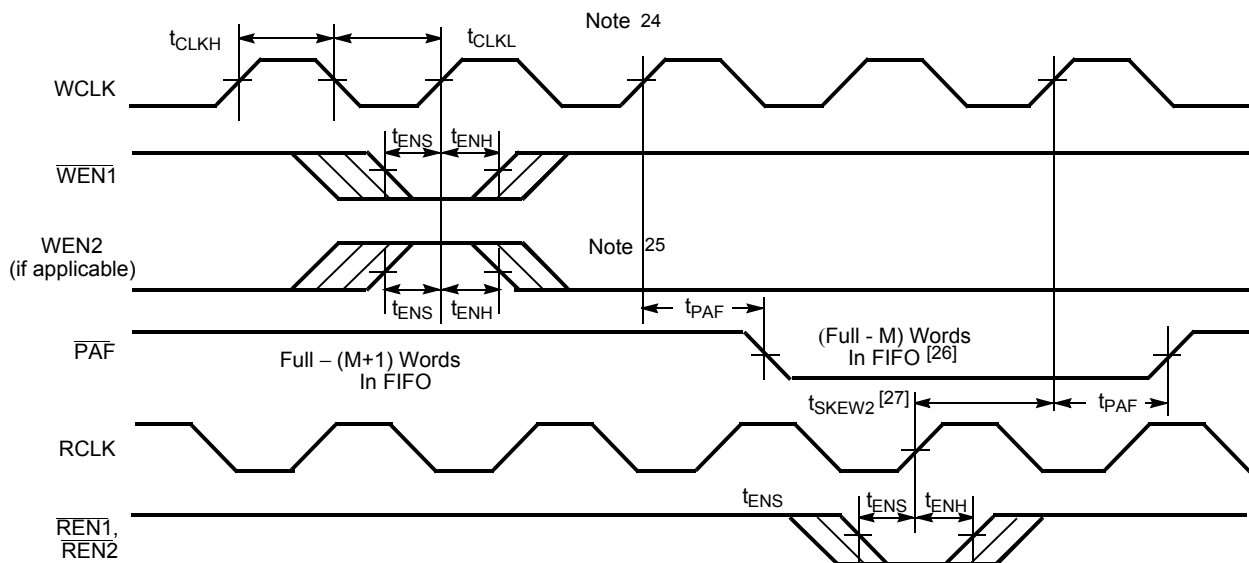 Note 24
tCLKH
tCLKL
WCLK
tENS
tENH
WEN1
WEN2
(if applicable)
Note 25
tENS
tENH
tPAF
PAF
Full – (M+1) Words
In FIFO
(Full - M) Words
In FIFO [26]
tSKEW2 [27]
tPAF
RCLK
tENS
tENS
tENH
REN1,
REN2